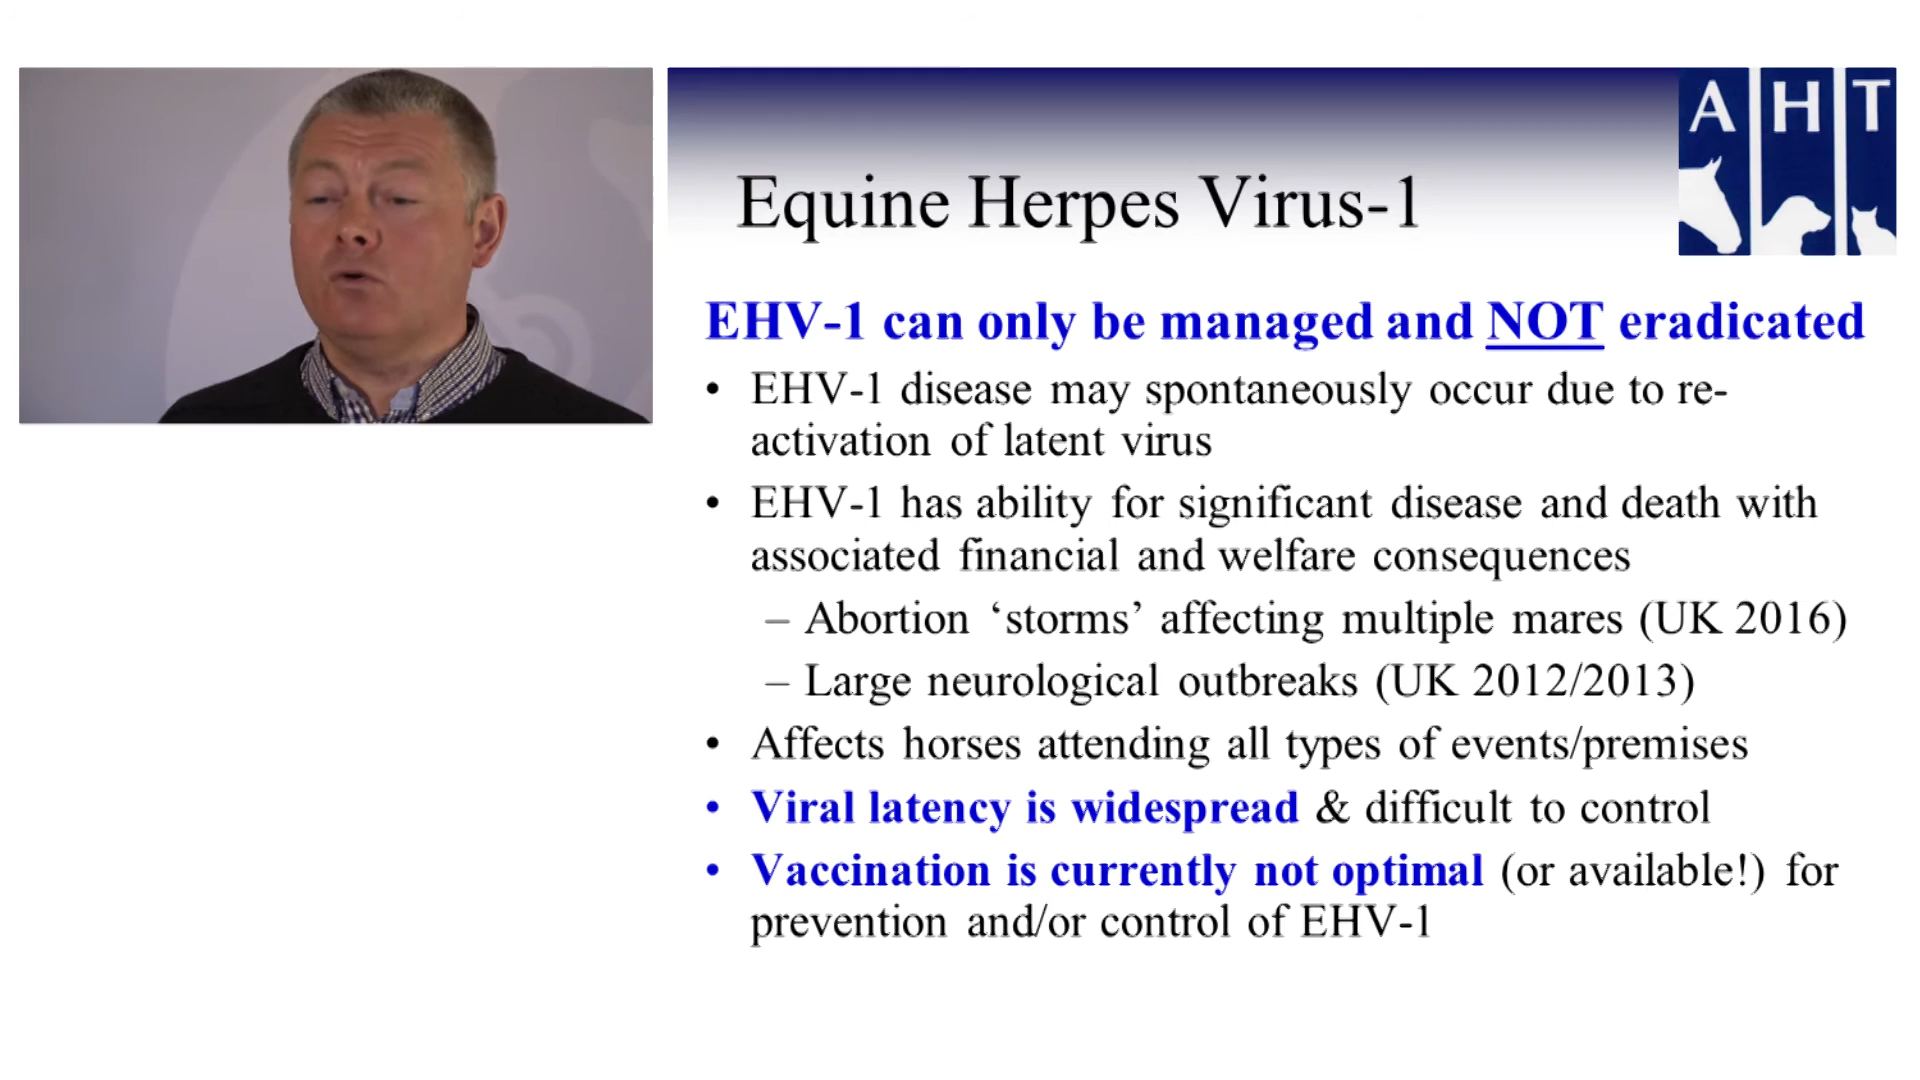 A H T
Equine Herpes Virus-1
EHV-1 can only be managed and NOT eradicated
• EHV-1 disease may spontaneously occur due to re-
activation of latent virus
• EHV-1 has ability for significant disease and death with
associated financial and welfare consequences
– Abortion ‘storms’ affecting multiple mares (UK 2016)
– Large neurological outbreaks (UK 2012/2013)
• Affects horses attending all types of events/premises
• Viral latency is widespread & difficult to control
• Vaccination is currently not optimal (or available!) for
prevention and/or control of EHV-1